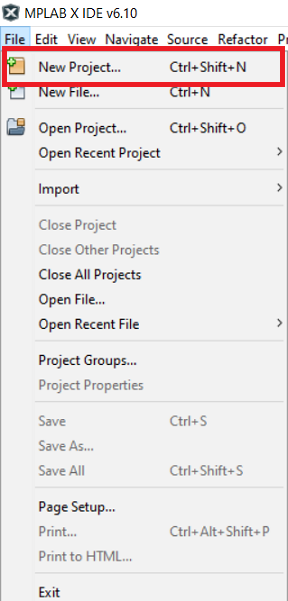 MPLAB X IDE v6.10
File Edit View Navigate Source Refactor
New Project... Ctrl+Shift+N
New File... Ctrl+N
Open Project... Ctrl+Shift+O
Open Recent Project
Import
Close Project
Close Other Projects
Close All Projects
Open File...
Open Recent File
Project Groups...
Project Properties
Save Ctrl+S
Save As...
Save All Ctrl+Shift+S
Page Setup...
Print... Ctrl+Alt+Shift+P
Print to HTML...
Exit